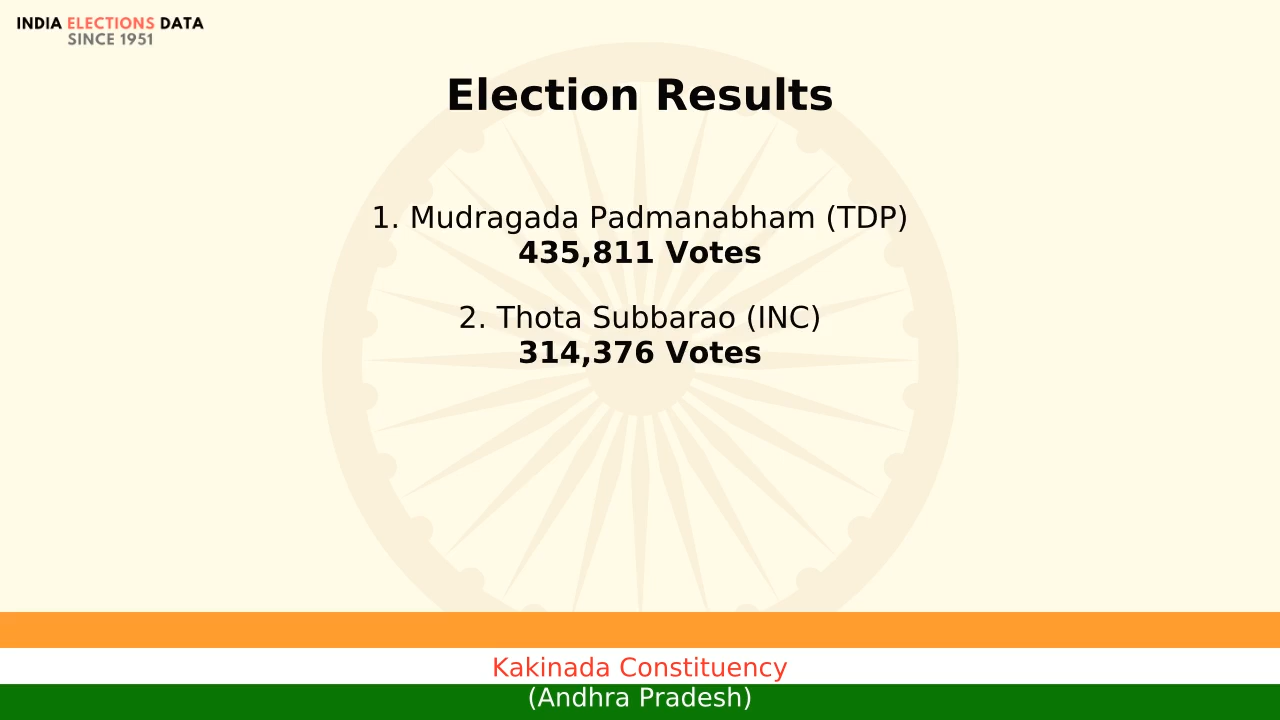 INDIA ELECTIONS DATA
SINCE 1951
Election Results
1. Mudragada Padmanabham (TDP)
435,811 Votes
2. Thota Subbarao (INC)
314,376 Votes
Kakinada Constituency
(Andhra Pradesh)